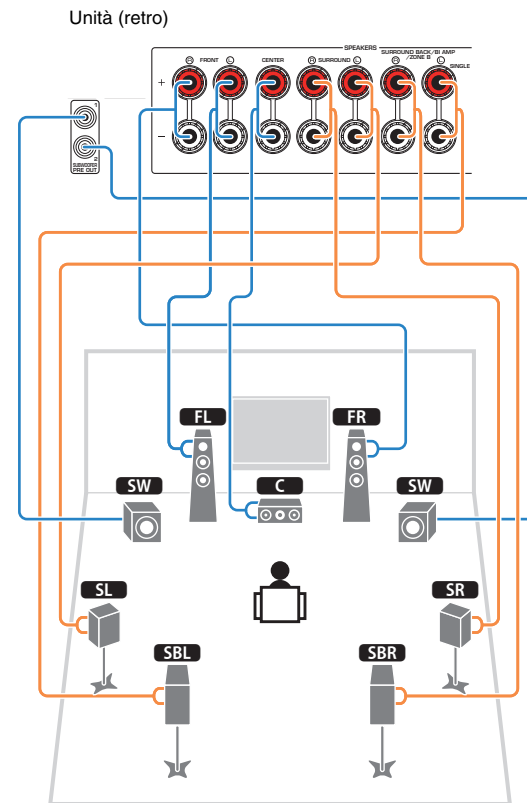 Unità (retro)
SPEAKERS
R FRONT L
CENTER
R SURROUND L
SURROUND BACK/BI AMP
/ZONE B
R L
SINGLE
+
–
1
2
SUBWOOFER
PRE OUT
FL
FR
SW
C
SW
SL
SR
SBL
SBR